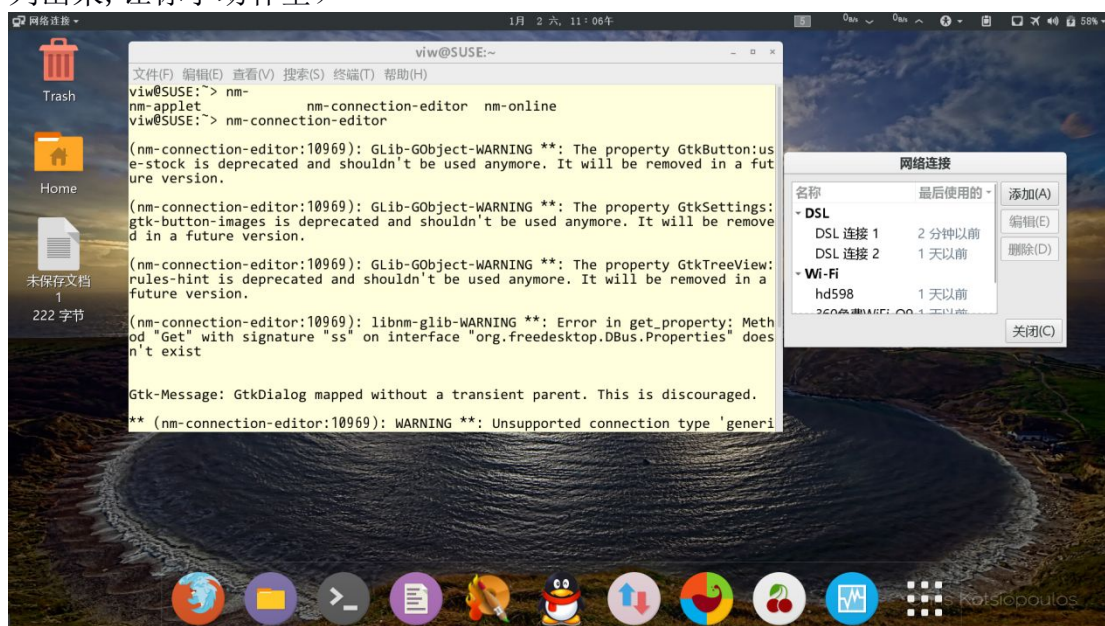 网络连接
1月 2 六, 11:06午
5
0B/s
0B/s
58%
Trash
Home
未保存文档
1
222 字节
viw@SUSE:~
文件(F) 编辑(E) 查看(V) 搜索(S) 终端(T) 帮助(H)
viw@SUSE:~> nm-
nm-applet nm-connection-editor nm-online
viw@SUSE:~> nm-connection-editor
(nm-connection-editor:10969): GLib-GObject-WARNING **: The property GtkButton:us
e-stock is deprecated and shouldn't be used anymore. It will be removed in a fut
ure version.
(nm-connection-editor:10969): GLib-GObject-WARNING **: The property GtkSettings:
gtk-button-images is deprecated and shouldn't be used anymore. It will be remove
d in a future version.
(nm-connection-editor:10969): GLib-GObject-WARNING **: The property GtkTreeView:
rules-hint is deprecated and shouldn't be used anymore. It will be removed in a
future version.
(nm-connection-editor:10969): libnm-glib-WARNING **: Error in get_property: Meth
od "Get" with signature "ss" on interface "org.freedesktop.DBus.Properties" does
n't exist
Gtk-Message: GtkDialog mapped without a transient parent. This is discouraged.
** (nm-connection-editor:10969): WARNING **: Unsupported connection type 'generi
网络连接
名称 最后使用的
添加(A)
DSL
编辑(E)
DSL 连接 1 2 分钟以前
DSL 连接 2 1 天以前
删除(D)
Wi-Fi
hd598 1 天以前
关闭(C)
Kotsiopoulos